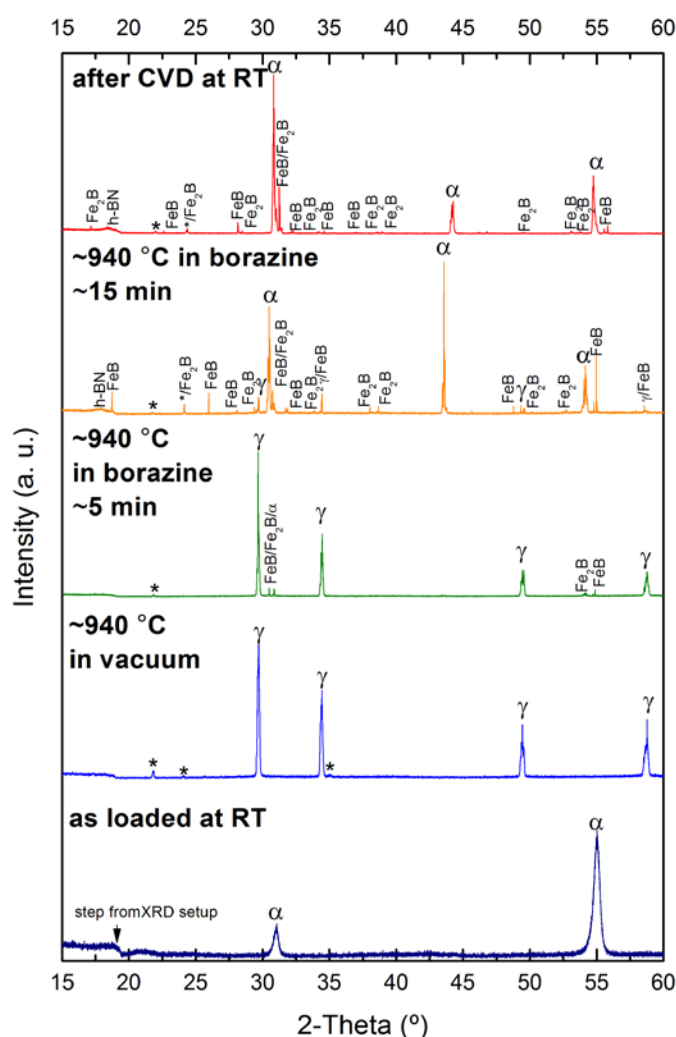 15 20 25 30 35 40 45 50 55 60
after CVD at RT
α
FeB/Fe₂B
α
α
Fe₂B
h-BN
*
FeB
*/Fe₂B
FeB
Fe₂B
FeB
Fe₂B
FeB
FeB
Fe₂B
Fe₂B
Fe₂B
Fe₂B
Fe₂B
FeB
~940 °C in borazine
~15 min
α
α
α
h-BN
FeB
*
*/Fe₂B
FeB
FeB
Fe₂B
γ
FeB/Fe₂B
FeB
Fe₂B
γ/FeB
Fe₂B
Fe₂B
FeB
γ
Fe₂B
Fe₂B
FeB
γ/FeB
~940 °C
in borazine
~5 min
γ
γ
γ
γ
*
FeB/Fe₂B/α
Fe₂B
FeB
~940 °C
in vacuum
γ
γ
γ
γ
*
*
*
as loaded at RT
α
α
step fromXRD setup
15 20 25 30 35 40 45 50 55 60
2-Theta (º)
Intensity (a. u.)